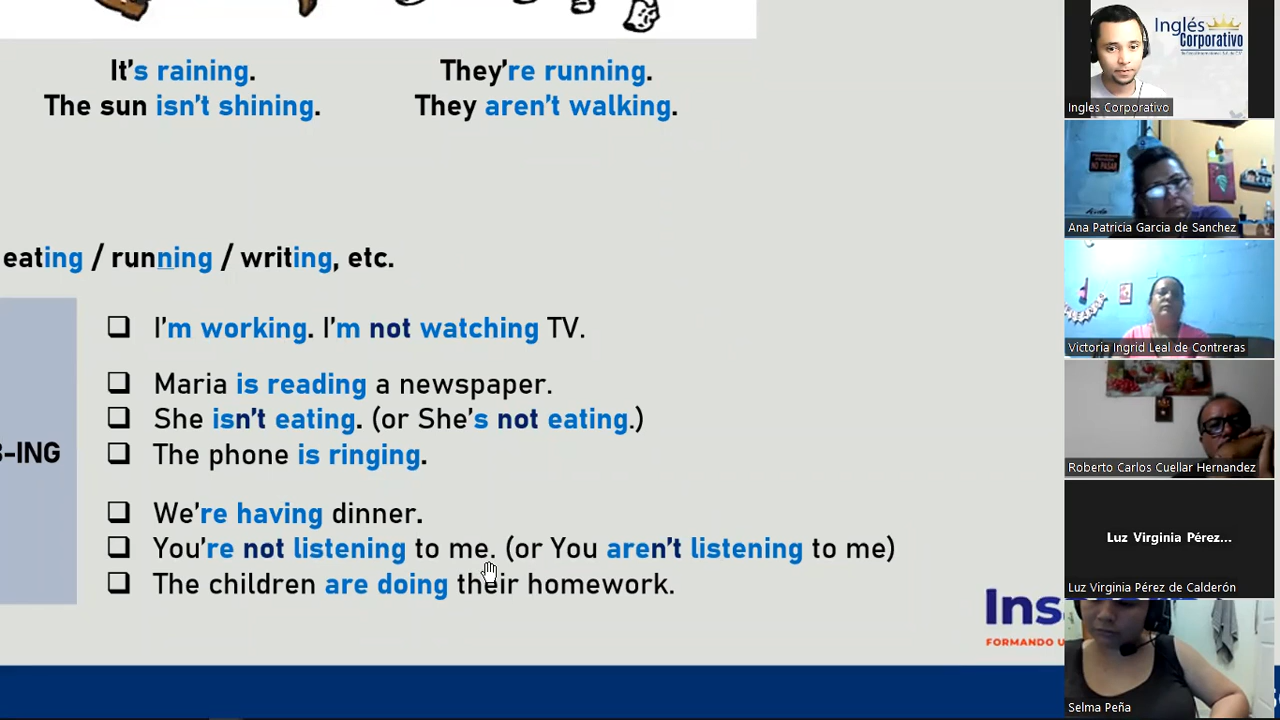 It's raining.
The sun isn't shining.
They're running.
They aren't walking.
eating / running / writing, etc.
-ING
❑ I'm working. I'm not watching TV.
❑ Maria is reading a newspaper.
❑ She isn't eating. (or She's not eating.)
❑ The phone is ringing.
❑ We're having dinner.
❑ You're not listening to me. (or You aren't listening to me)
❑ The children are doing their homework.
Ins
FORMANDO U
Inglés
Corporativo
Ingles Corporativo
NO PASAR
Ana Patricia Garcia de Sanchez
Victoria Ingrid Leal de Contreras
Roberto Carlos Cuellar Hernandez
Luz Virginia Pérez...
Luz Virginia Pérez de Calderón
Selma Peña